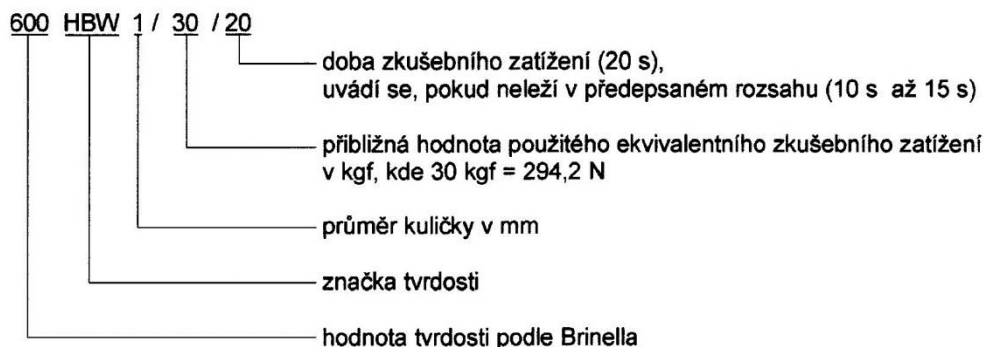 600 HBW 1 / 30 / 20
doba zkušebního zatížení (20 s),
uvádí se, pokud neleží v předepsaném rozsahu (10 s až 15 s)
přibližná hodnota použitého ekvivalentního zkušebního zatížení
v kgf, kde 30 kgf = 294,2 N
průměr kuličky v mm
značka tvrdosti
hodnota tvrdosti podle Brinella